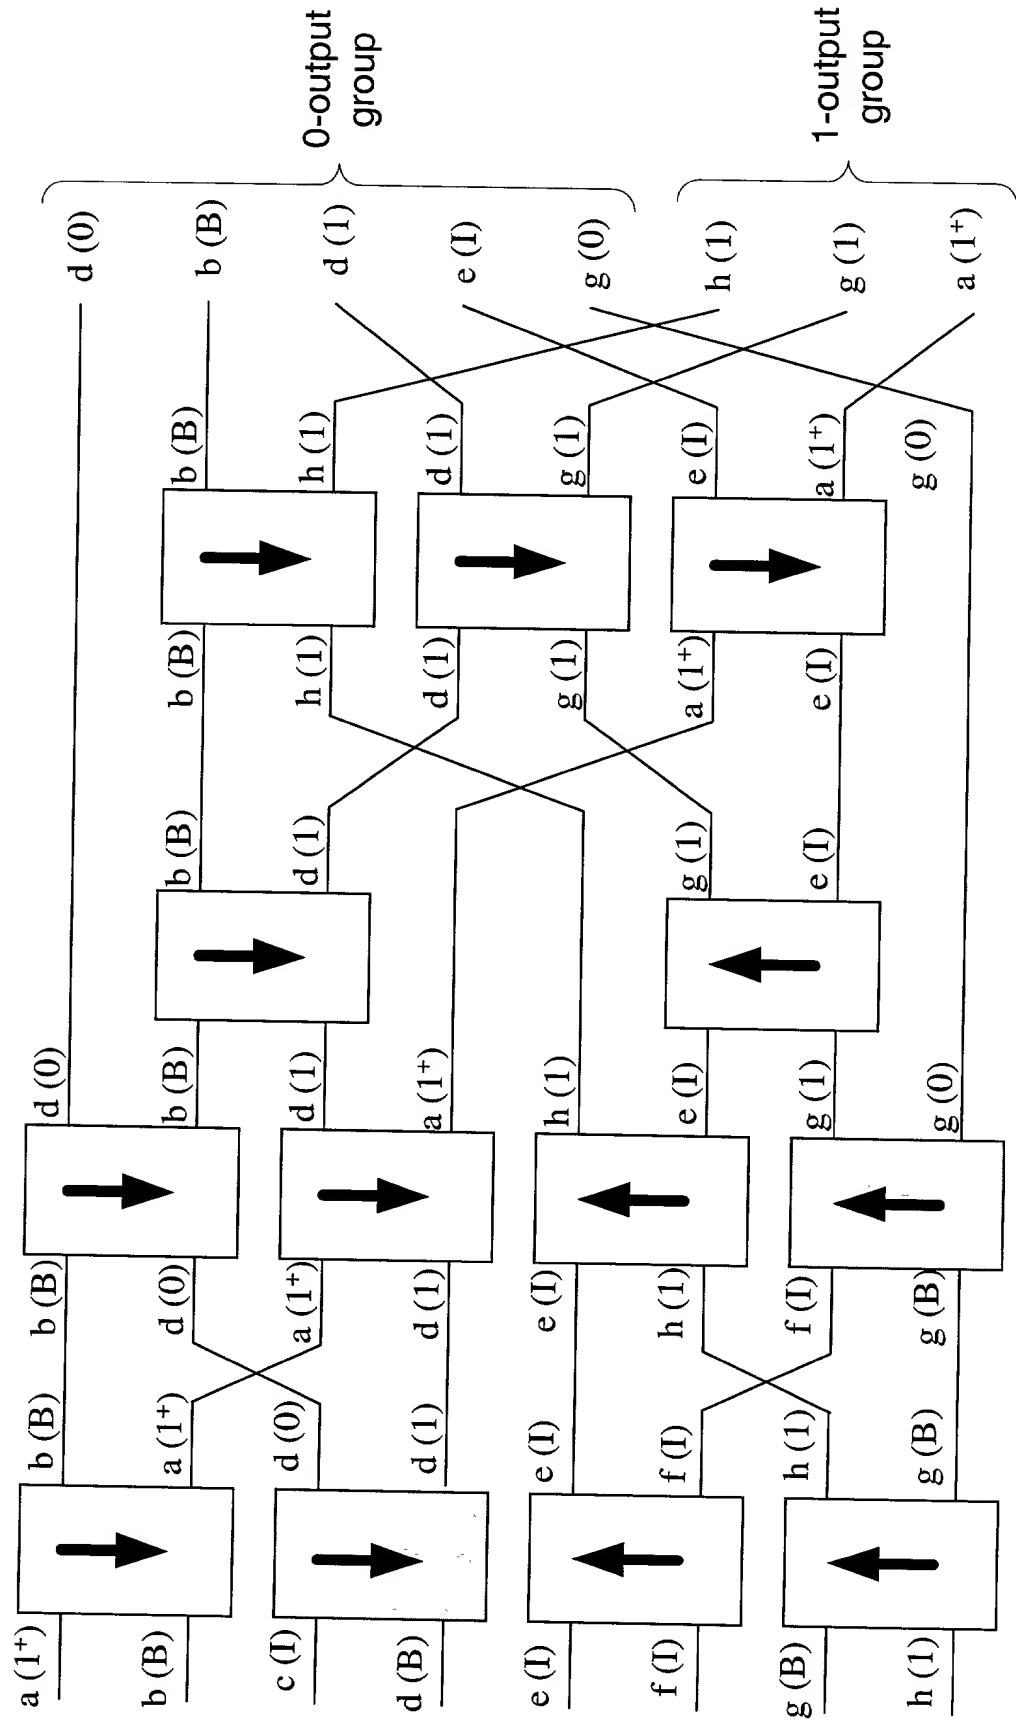 a (1+)
b (B)
c (I)
d (B)
e (I)
f (I)
g (B)
h (1)
b (B)
a (1+)
d (0)
d (1)
e (I)
f (I)
h (1)
g (B)
b (B)
d (0)
a (1+)
d (1)
e (I)
h (1)
f (I)
g (B)
d (0)
b (B)
d (1)
a (1+)
h (1)
e (I)
g (1)
g (0)
b (B)
d (1)
g (1)
e (I)
b (B)
h (1)
d (1)
g (1)
a (1+)
e (I)
b (B)
h (1)
d (1)
g (1)
e (I)
a (1+)
g (0)
d (0)
b (B)
d (1)
e (I)
g (0)
h (1)
g (1)
a (1+)
0-output
group
1-output
group